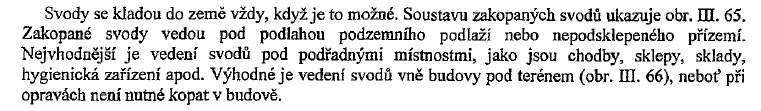 Svody se kladou do země vždy, když je to možné. Soustavu zakopaných svodů ukazuje obr. III. 65.
Zakopané svody vedou pod podlahou podzemního podlaží nebo nepodsklepeného přízemí.
Nejvhodnější je vedení svodů pod podřadnými místnostmi, jako jsou chodby, sklepy, sklady,
hygienická zařízení apod. Výhodné je vedení svodů vně budovy pod terénem (obr. III. 66), neboť při
opravách není nutné kopat v budově.